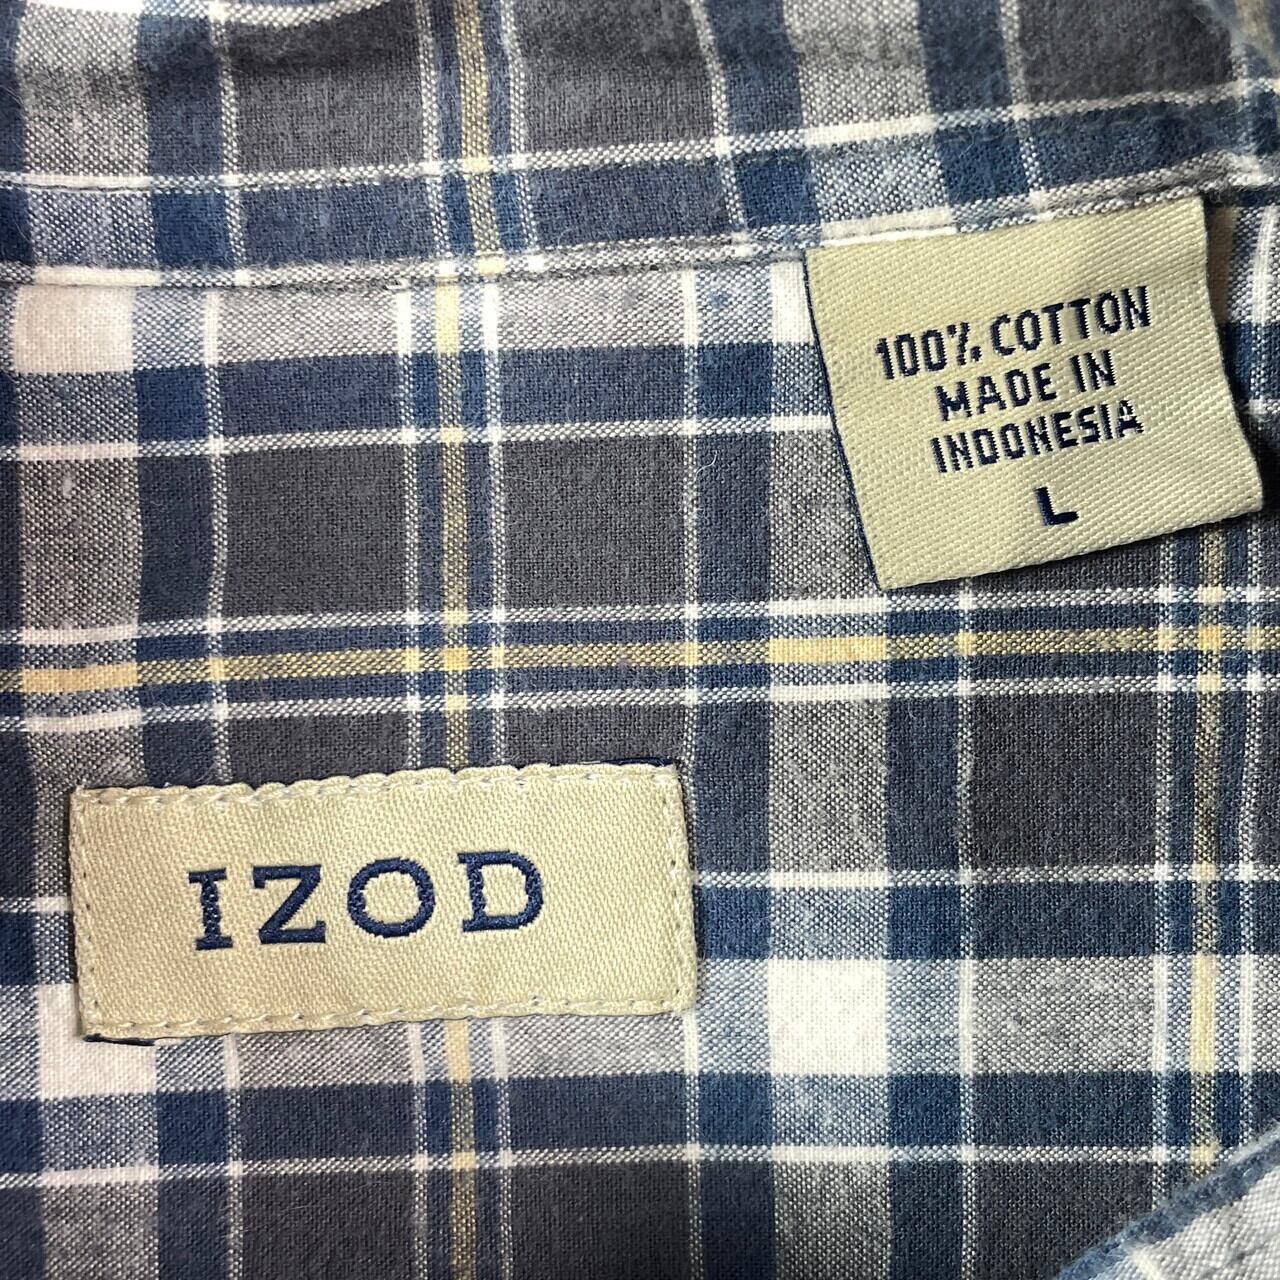 100% COTTON
MADE IN
INDONESIA
L
IZOD